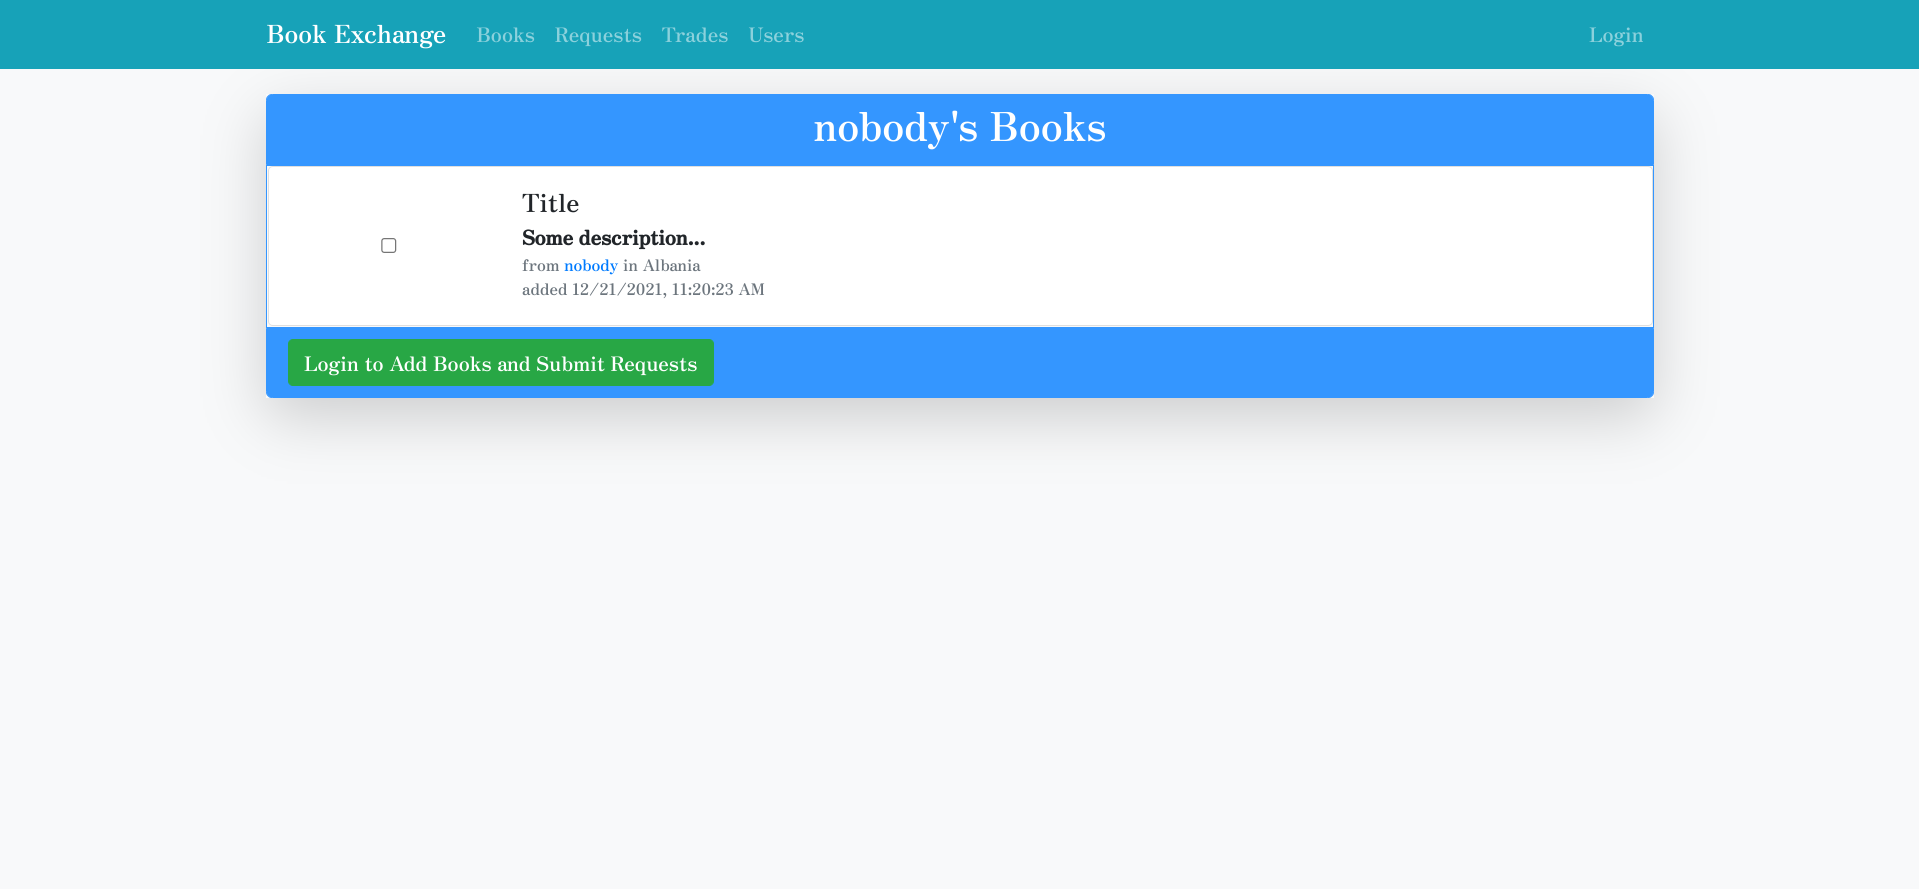 Book Exchange Books Requests Trades Users Login
nobody's Books
Title
Some description...
from nobody in Albania
added 12/21/2021, 11:20:23 AM
Login to Add Books and Submit Requests